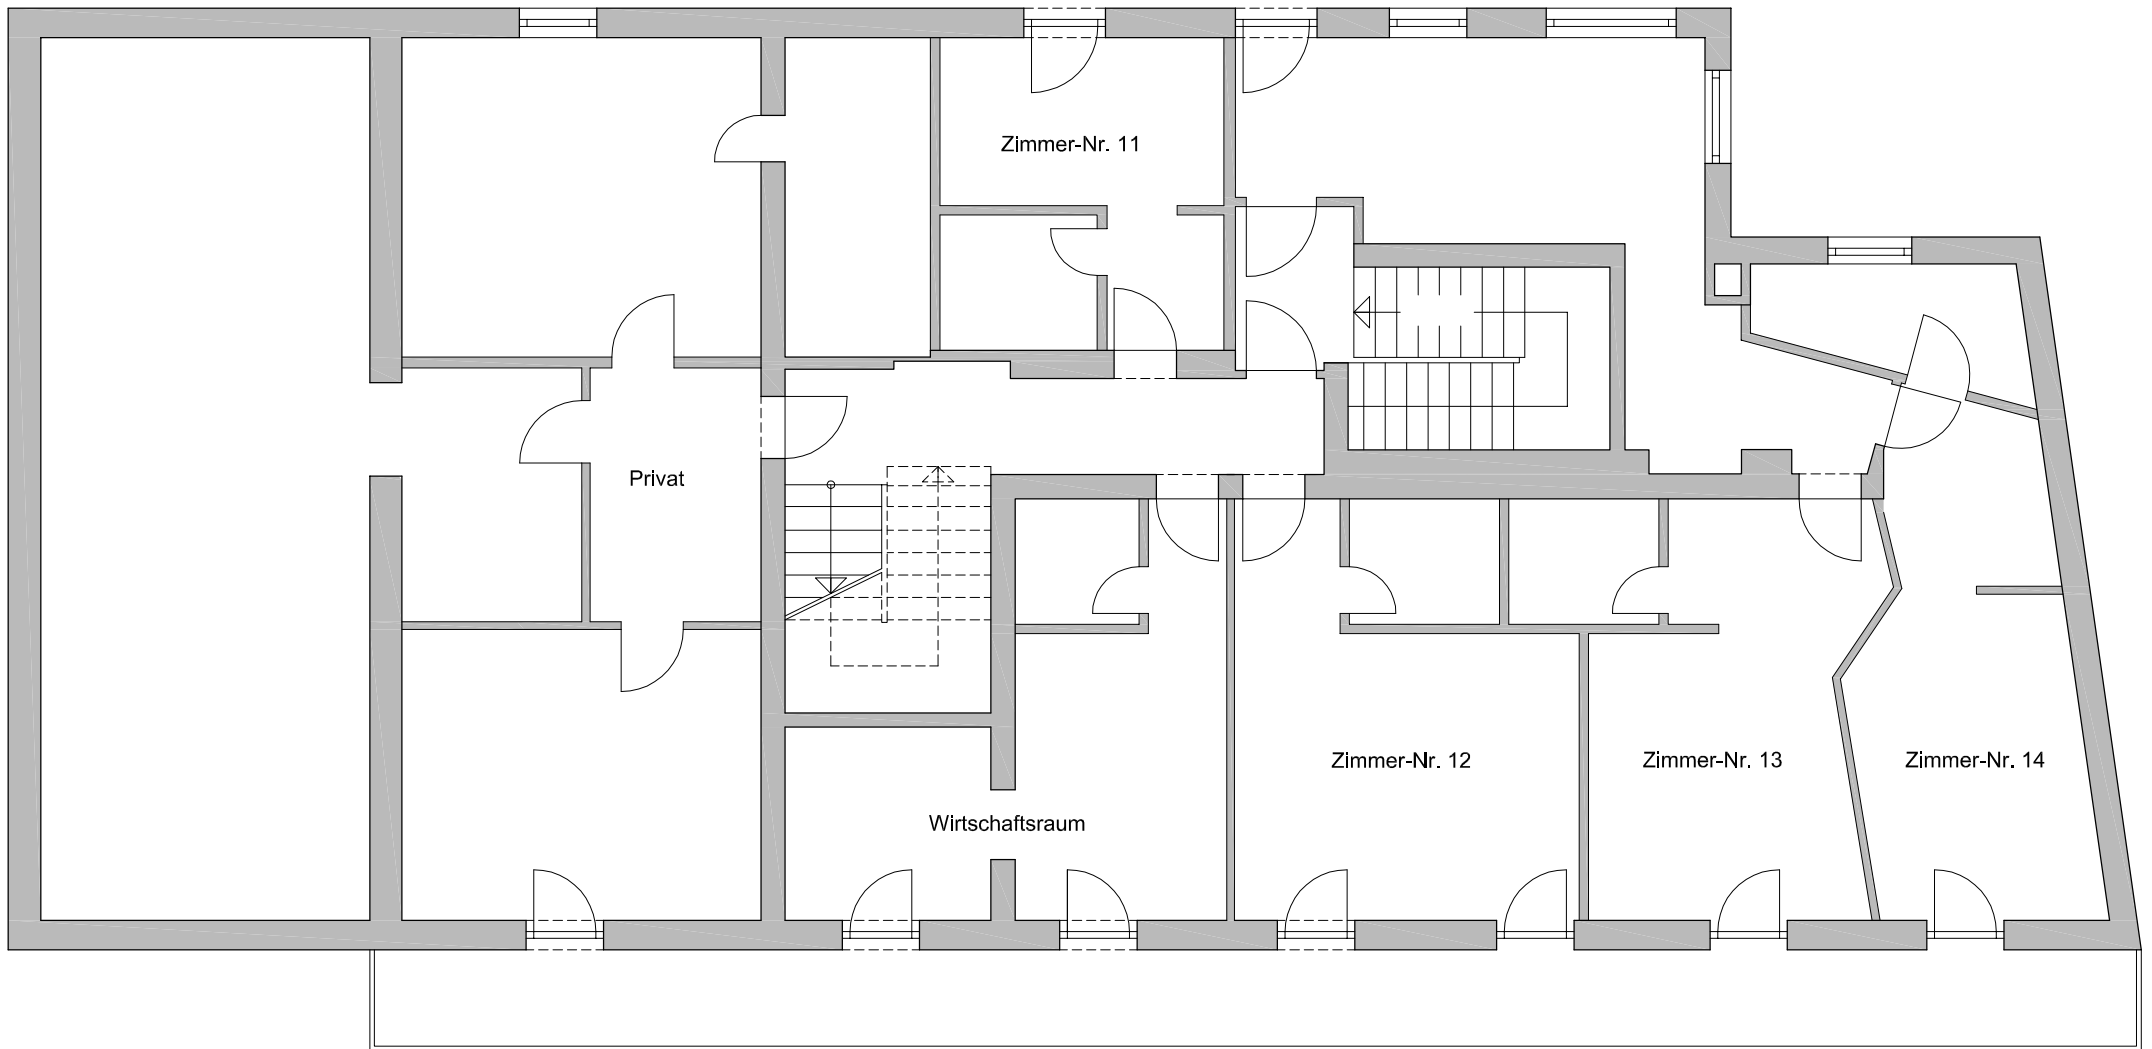 Zimmer-Nr. 11
Privat
Zimmer-Nr. 12
Zimmer-Nr. 13
Zimmer-Nr. 14
Wirtschaftsraum